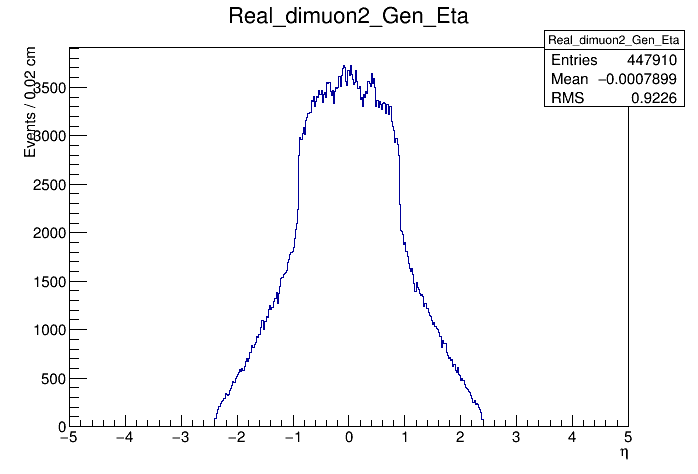 Real_dimuon2_Gen_Eta
Real_dimuon2_Gen_Eta
Entries 447910
Mean −0.0007899
RMS 0.9226
Events / 0.02 cm
3500
3000
2500
2000
1500
1000
500
0
−5 −4 −3 −2 −1 0 1 2 3 4 5
η